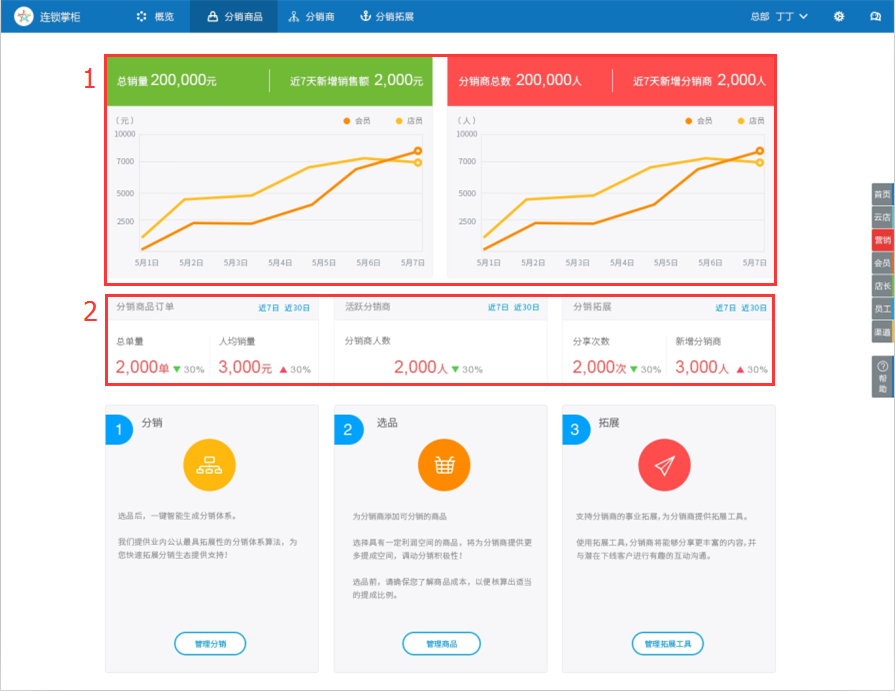 连锁掌柜
概览
分销商品
分销商
分销拓展
总部 丁丁
1
总销量 200,000元
近7天新增销售额 2,000元
分销商总数 200,000人
近7天新增分销商 2,000人
（元）
会员
店员
10000
7000
5000
2500
5月1日
5月2日
5月3日
5月4日
5月5日
5月6日
5月7日
（人）
会员
店员
10000
7000
5000
2500
5月1日
5月2日
5月3日
5月4日
5月5日
5月6日
5月7日
2
分销商品订单
近7日 近30日
总单量
人均销量
2,000单 ▼ 30%
3,000元 ▲ 30%
活跃分销商
近7日 近30日
分销商人数
2,000人 ▼ 30%
分销拓展
近7日 近30日
分享次数
新增分销商
2,000次 ▼ 30%
3,000人 ▲ 30%
1
分销
选品后，一键智能生成分销体系。
我们提供业内公认最具拓展性的分销体系算法，为
您快速拓展分销生态提供支持！
管理分销
2
选品
为分销商添加可分销的商品
选择具有一定利润空间的商品，将为分销商提供更
多提成空间，调动分销积极性！
选品前，请确保您了解商品成本，以便核算出适当
的提成比例。
管理商品
3
拓展
支持分销商的事业拓展，为分销商提供拓展工具。
使用拓展工具，分销商将能够分享更丰富的内容，并
与潜在下线客户进行有趣的互动沟通。
管理拓展工具
首页
云店
营销
会员
店长
员工
渠道
?
帮
助